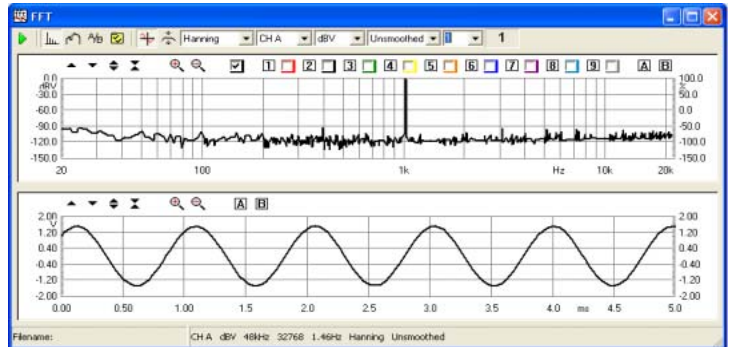 FFT
A/b Hanning CH A dBV Unsmoothed 1 1
1 2 3 4 5 6 7 8 9 A B
0.0 100.0
dBV %
-30.0 50.0
-60.0 0.0
-90.0 -50.0
-120.0 -100.0
-150.0 -150.0
20 100 1k Hz 10k 20k
A B
2.00 2.00
V
1.20 1.20
0.40 0.40
-0.40 -0.40
-1.20 -1.20
-2.00 -2.00
0.00 0.50 1.00 1.5 2.0 2.5 3.0 3.5 4.0 ms 4.5 5.0
Filename: CH A dBV 48kHz 32768 1.46Hz Hanning Unsmoothed